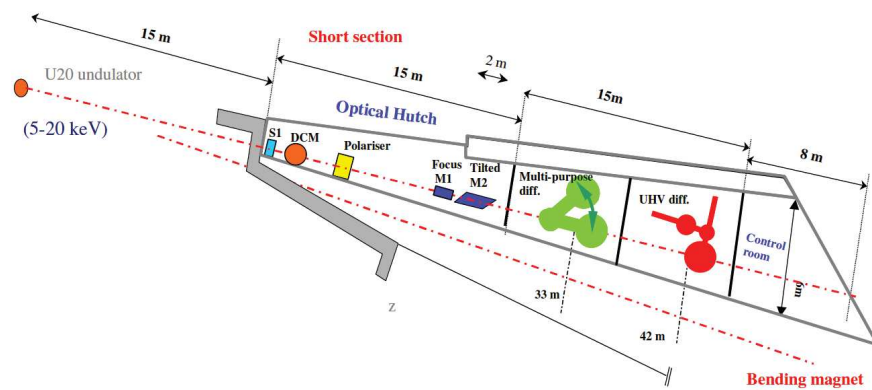 15 m
Short section
2 m
U20 undulator
15 m
15m
(5-20 keV)
Optical Hutch
8 m
S1
DCM
Polariser
Focus
M1
Tilted
M2
Multi-purpose
diff.
UHV diff.
Control
room
6m
33 m
z
42 m
Bending magnet